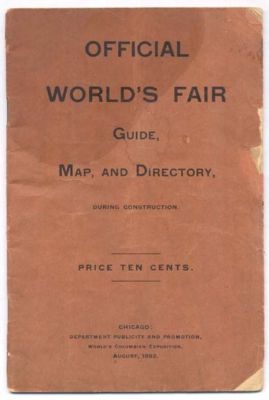 OFFICIAL
WORLD'S FAIR
GUIDE,
MAP, AND DIRECTORY,
DURING CONSTRUCTION.
PRICE TEN CENTS.
CHICAGO:
DEPARTMENT PUBLICITY AND PROMOTION,
WORLD'S COLUMBIAN EXPOSITION,
AUGUST, 1892.